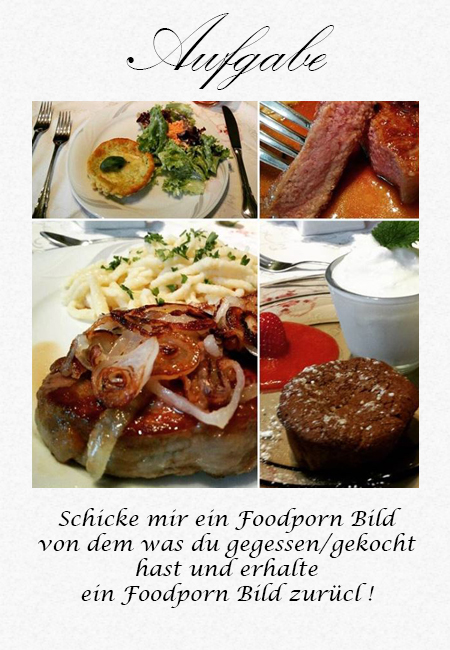 Aufgabe
Schicke mir ein Foodporn Bild
von dem was du gegessen/gekocht
hast und erhalte
ein Foodporn Bild zurücl !